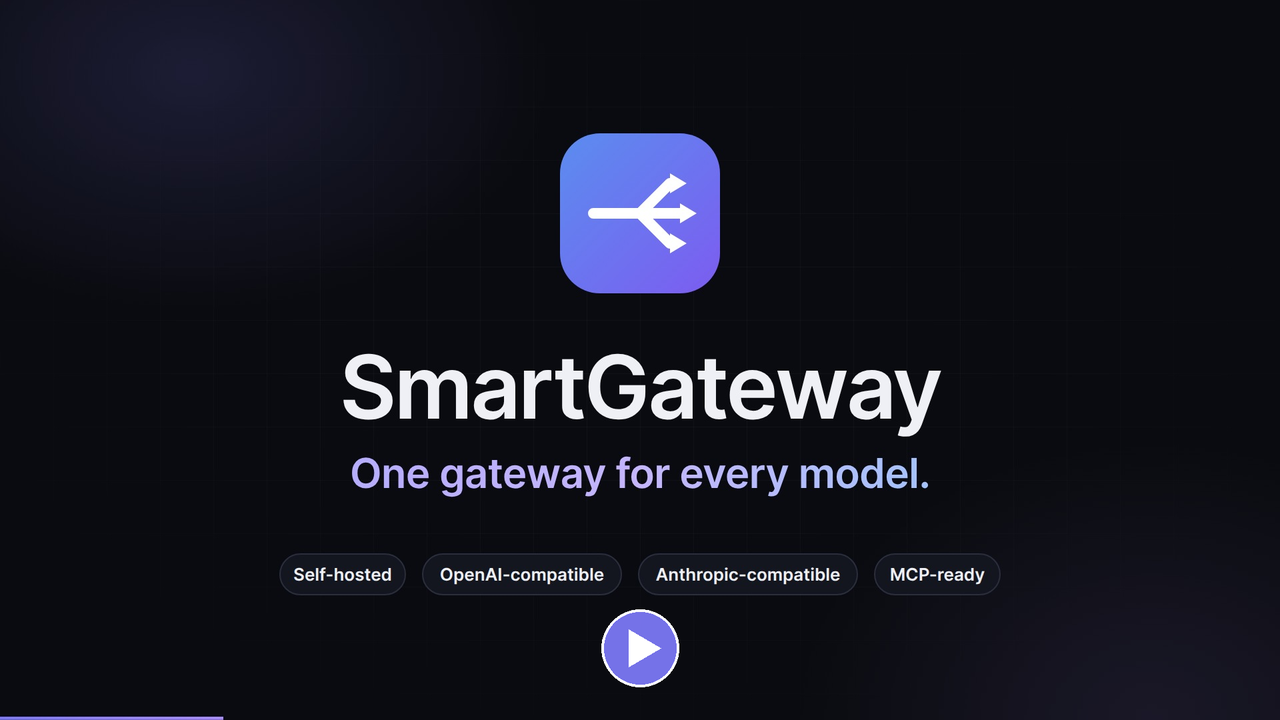 SmartGateway
One gateway for every model.
Self-hosted OpenAI-compatible Anthropic-compatible MCP-ready